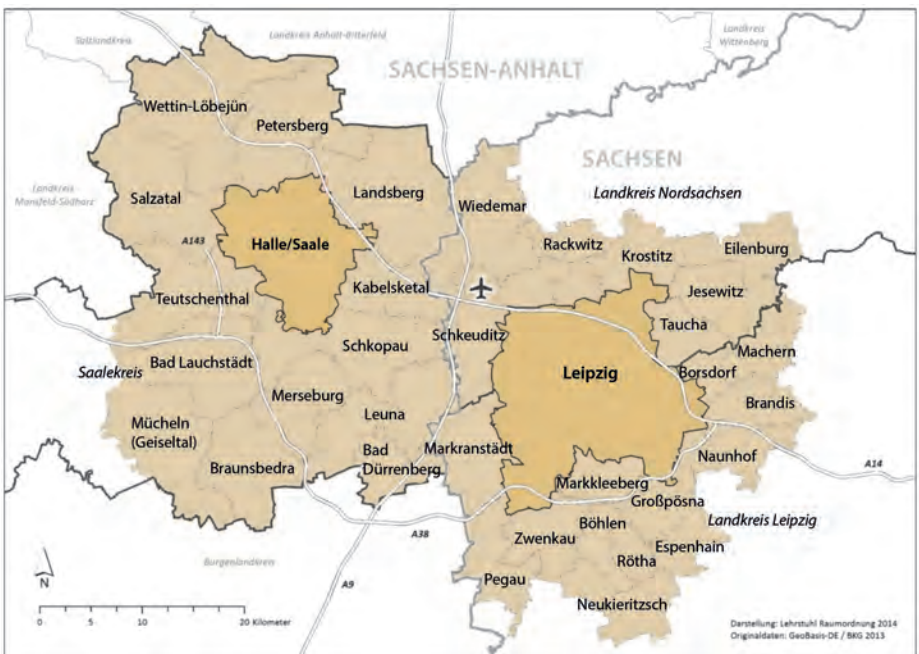 Salzlandkreis
Landkreis Anhalt-Bitterfeld
Landkreis
Wittenberg
SACHSEN-ANHALT
Wettin-Löbejün
Petersberg
SACHSEN
Landkreis
Mansfeld-Südharz
Salzatal
Landsberg
Wiedemar
Landkreis Nordsachsen
A143
Halle/Saale
Rackwitz
Krostitz
Eilenburg
Teutschenthal
Kabelsketal
Jesewitz
Schkopau
Schkeuditz
Taucha
Machern
Saalekreis
Bad Lauchstädt
Leipzig
Borsdorf
Merseburg
Brandis
Mücheln
(Geiseltal)
Leuna
Braunsbedra
Bad
Dürrenberg
Markranstädt
Naunhof
A14
Markkleeberg
Großpösna
Landkreis Leipzig
A38
Zwenkau
Böhlen
Espenhain
Rötha
Burgenlandkreis
N
A9
Pegau
Neukieritzsch
0 5 10 20 Kilometer
Darstellung: Lehrstuhl Raumordnung 2014
Originaldaten: GeoBasis-DE / BKG 2013